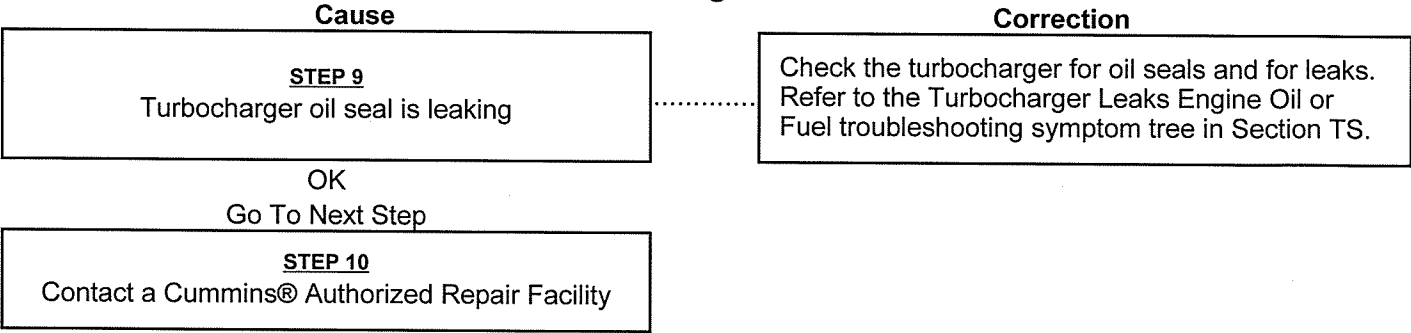 Cause
Correction
STEP 9
Turbocharger oil seal is leaking
Check the turbocharger for oil seals and for leaks.
Refer to the Turbocharger Leaks Engine Oil or
Fuel troubleshooting symptom tree in Section TS.
OK
Go To Next Step
STEP 10
Contact a Cummins® Authorized Repair Facility